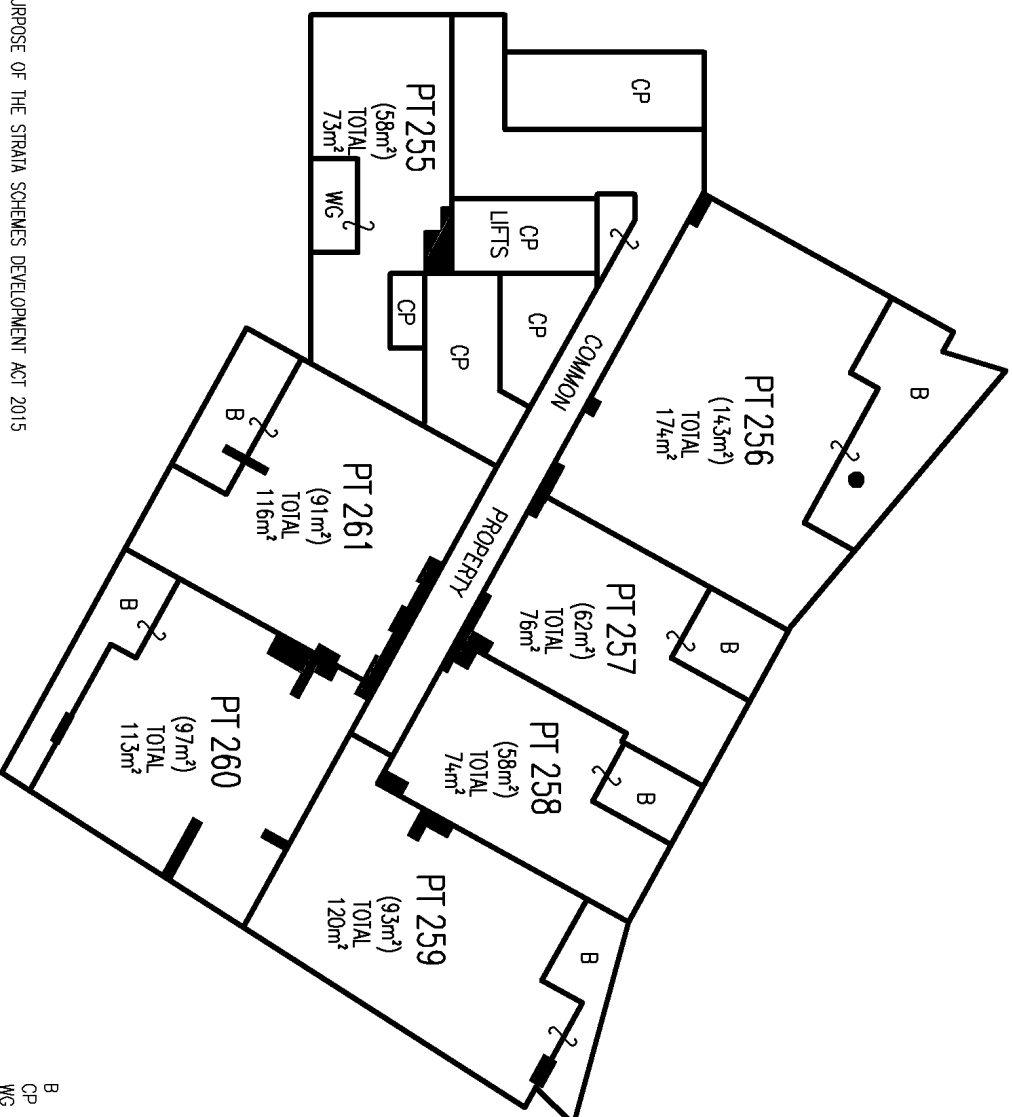 CP
PT 255
(58m²)
TOTAL
73m²
WG
CP
LIFTS
CP
CP
CP
COMMON
PROPERTY
PT 256
(143m²)
TOTAL
174m²
B
PT 257
(62m²)
TOTAL
76m²
B
PT 258
(58m²)
TOTAL
74m²
B
PT 259
(93m²)
TOTAL
120m²
B
PT 260
(97m²)
TOTAL
113m²
B
PT 261
(91m²)
TOTAL
116m²
B
OF THE STRATA SCHEMES DEVELOPMENT ACT 2015
B
CP
WG